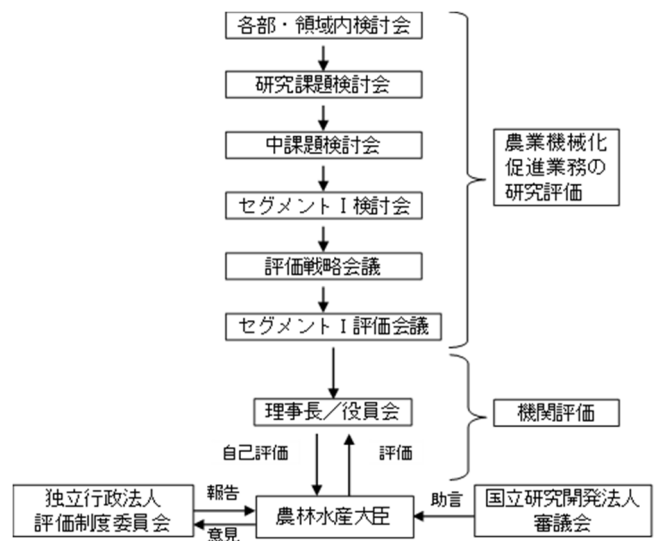 各部・領域内検討会
研究課題検討会
中課題検討会
セグメントⅠ検討会
評価戦略会議
セグメントⅠ評価会議
農業機械化
促進業務の
研究評価
理事長／役員会
機関評価
自己評価
評価
独立行政法人
評価制度委員会
報告
意見
農林水産大臣
助言
国立研究開発法人
審議会